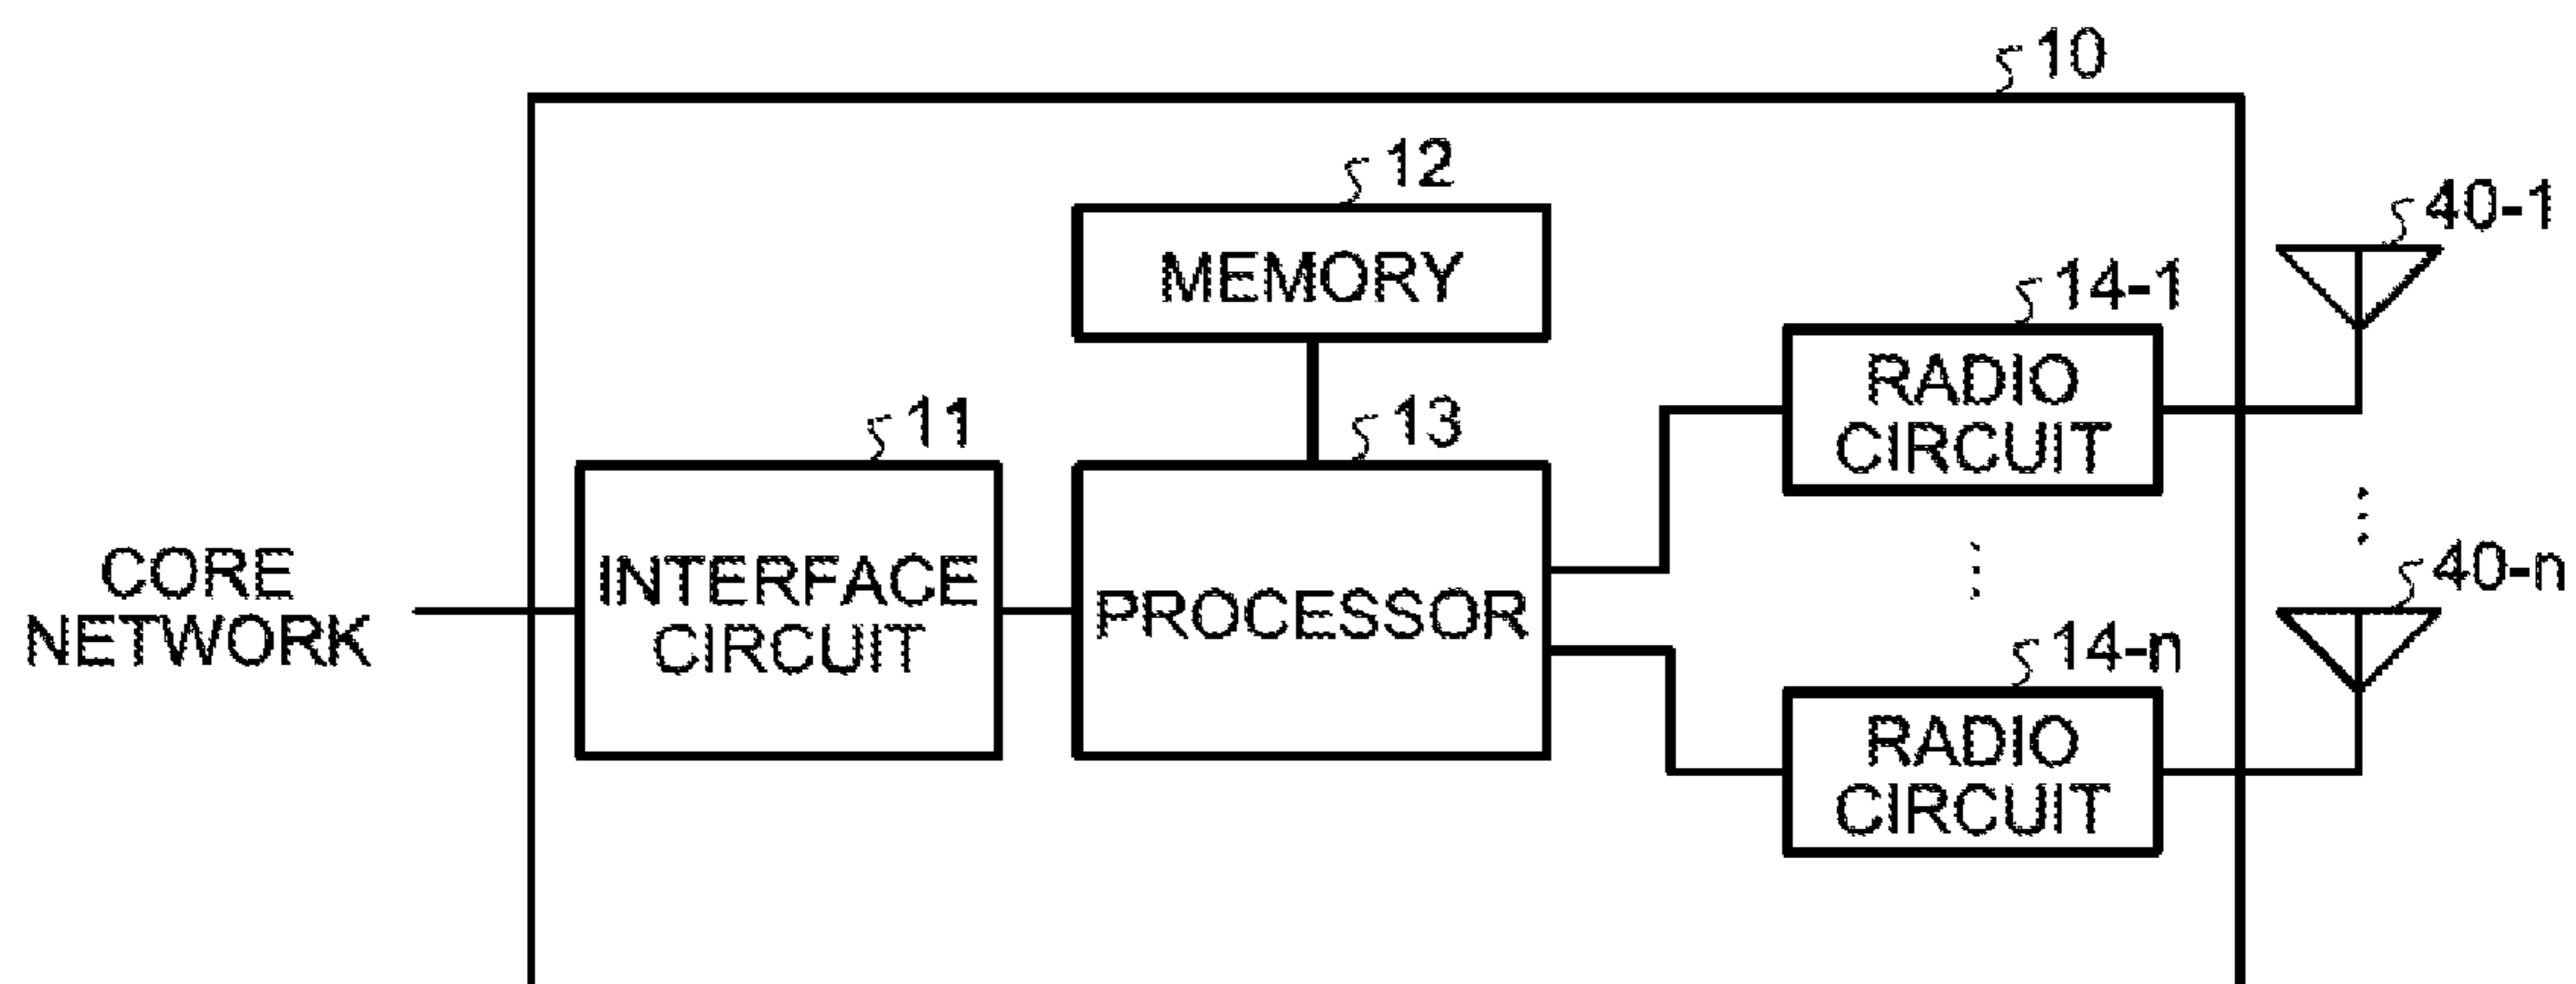 10
12
MEMORY
40-1
14-1
RADIO
CIRCUIT
11
13
CORE
NETWORK
INTERFACE
CIRCUIT
PROCESSOR
40-n
14-n
RADIO
CIRCUIT